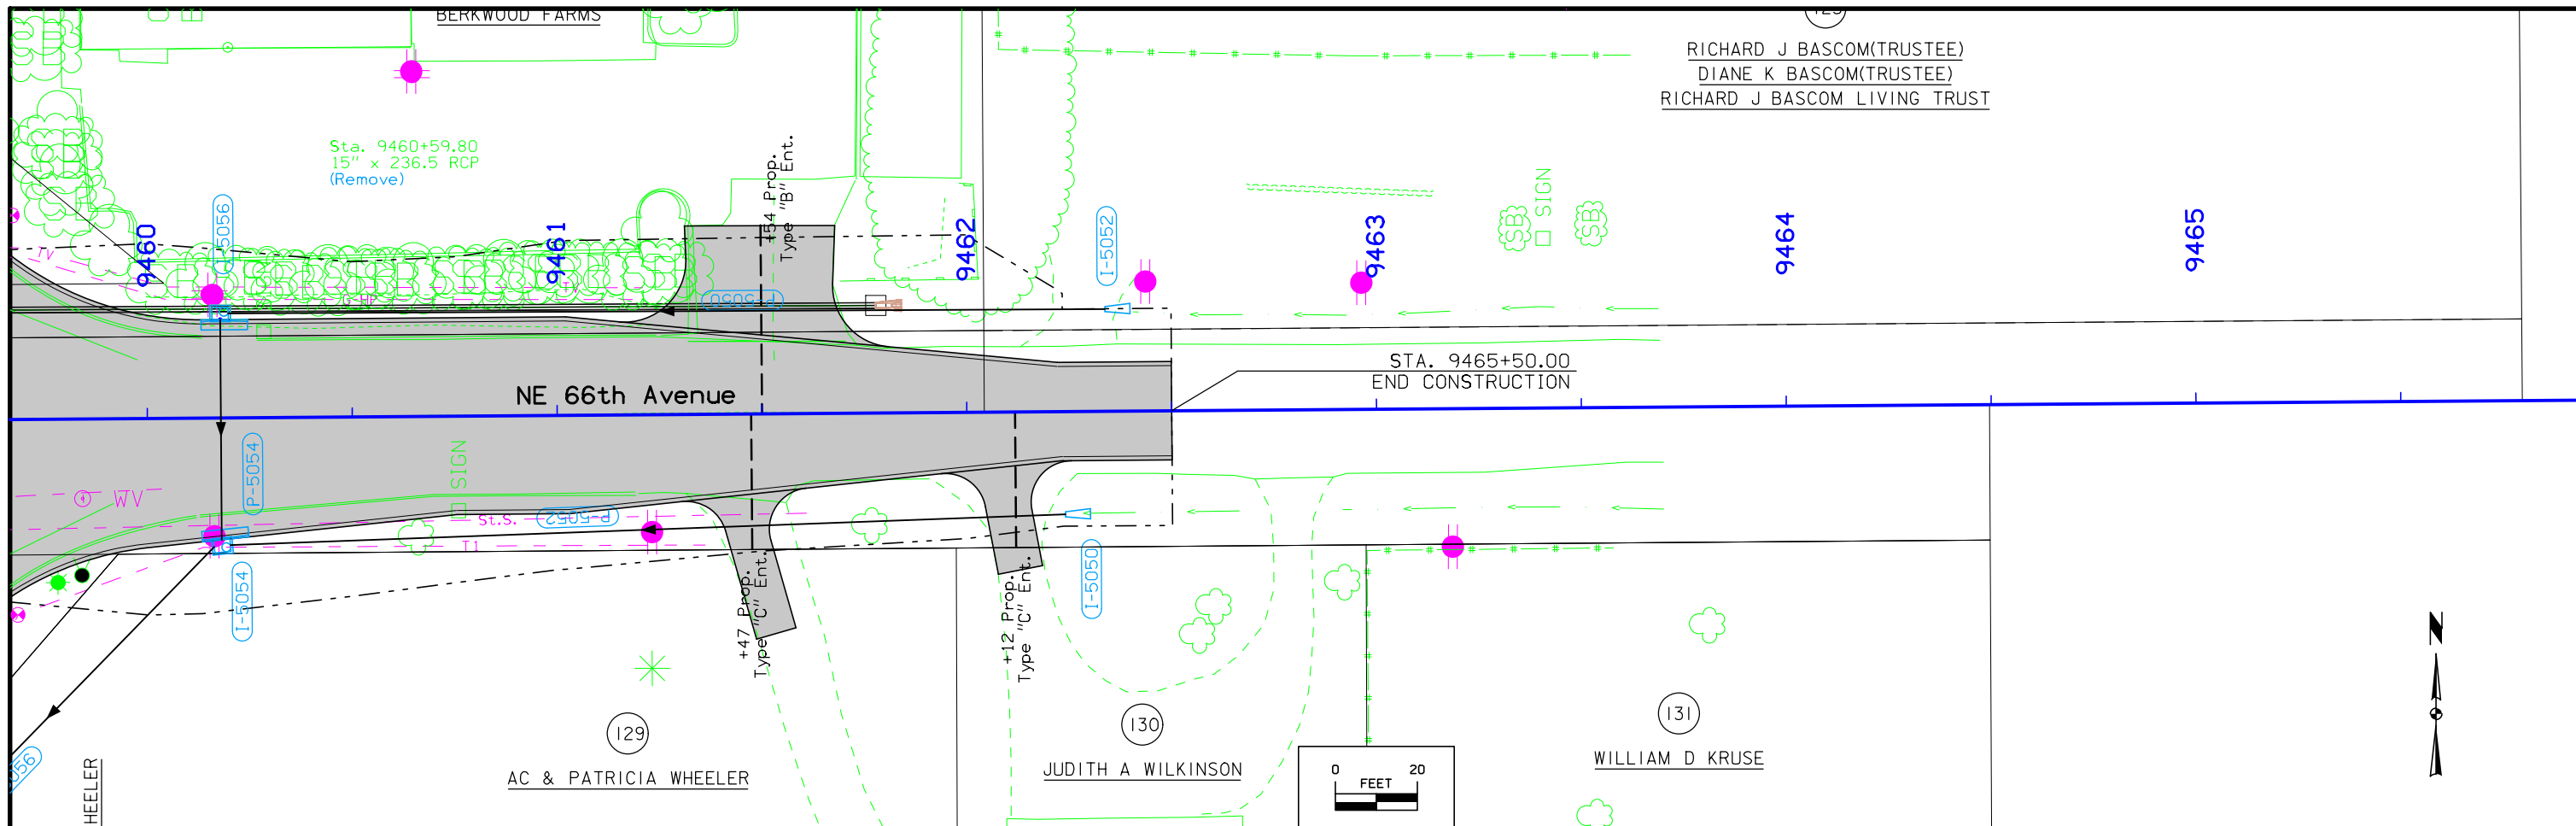 BERKWOOD FARMS
RICHARD J BASCOM(TRUSTEE)
DIANE K BASCOM(TRUSTEE)
RICHARD J BASCOM LIVING TRUST
Sta. 9460+59.80
15" x 236.5 RCP
(Remove)
+54 Prop.
Type "B" Ent.
I-5056
I-5052
SIGN
SB
SB
9460
9461
9462
9463
9464
9465
TV
TV
P-5050
STA. 9465+50.00
END CONSTRUCTION
NE 66th Avenue
P-5054
SIGN
WV
St.S.
P-5052
T1
I-5054
I-5050
+47 Prop.
Type "C" Ent.
+12 Prop.
Type "C" Ent.
N
129
AC & PATRICIA WHEELER
130
JUDITH A WILKINSON
131
WILLIAM D KRUSE
0 20
FEET